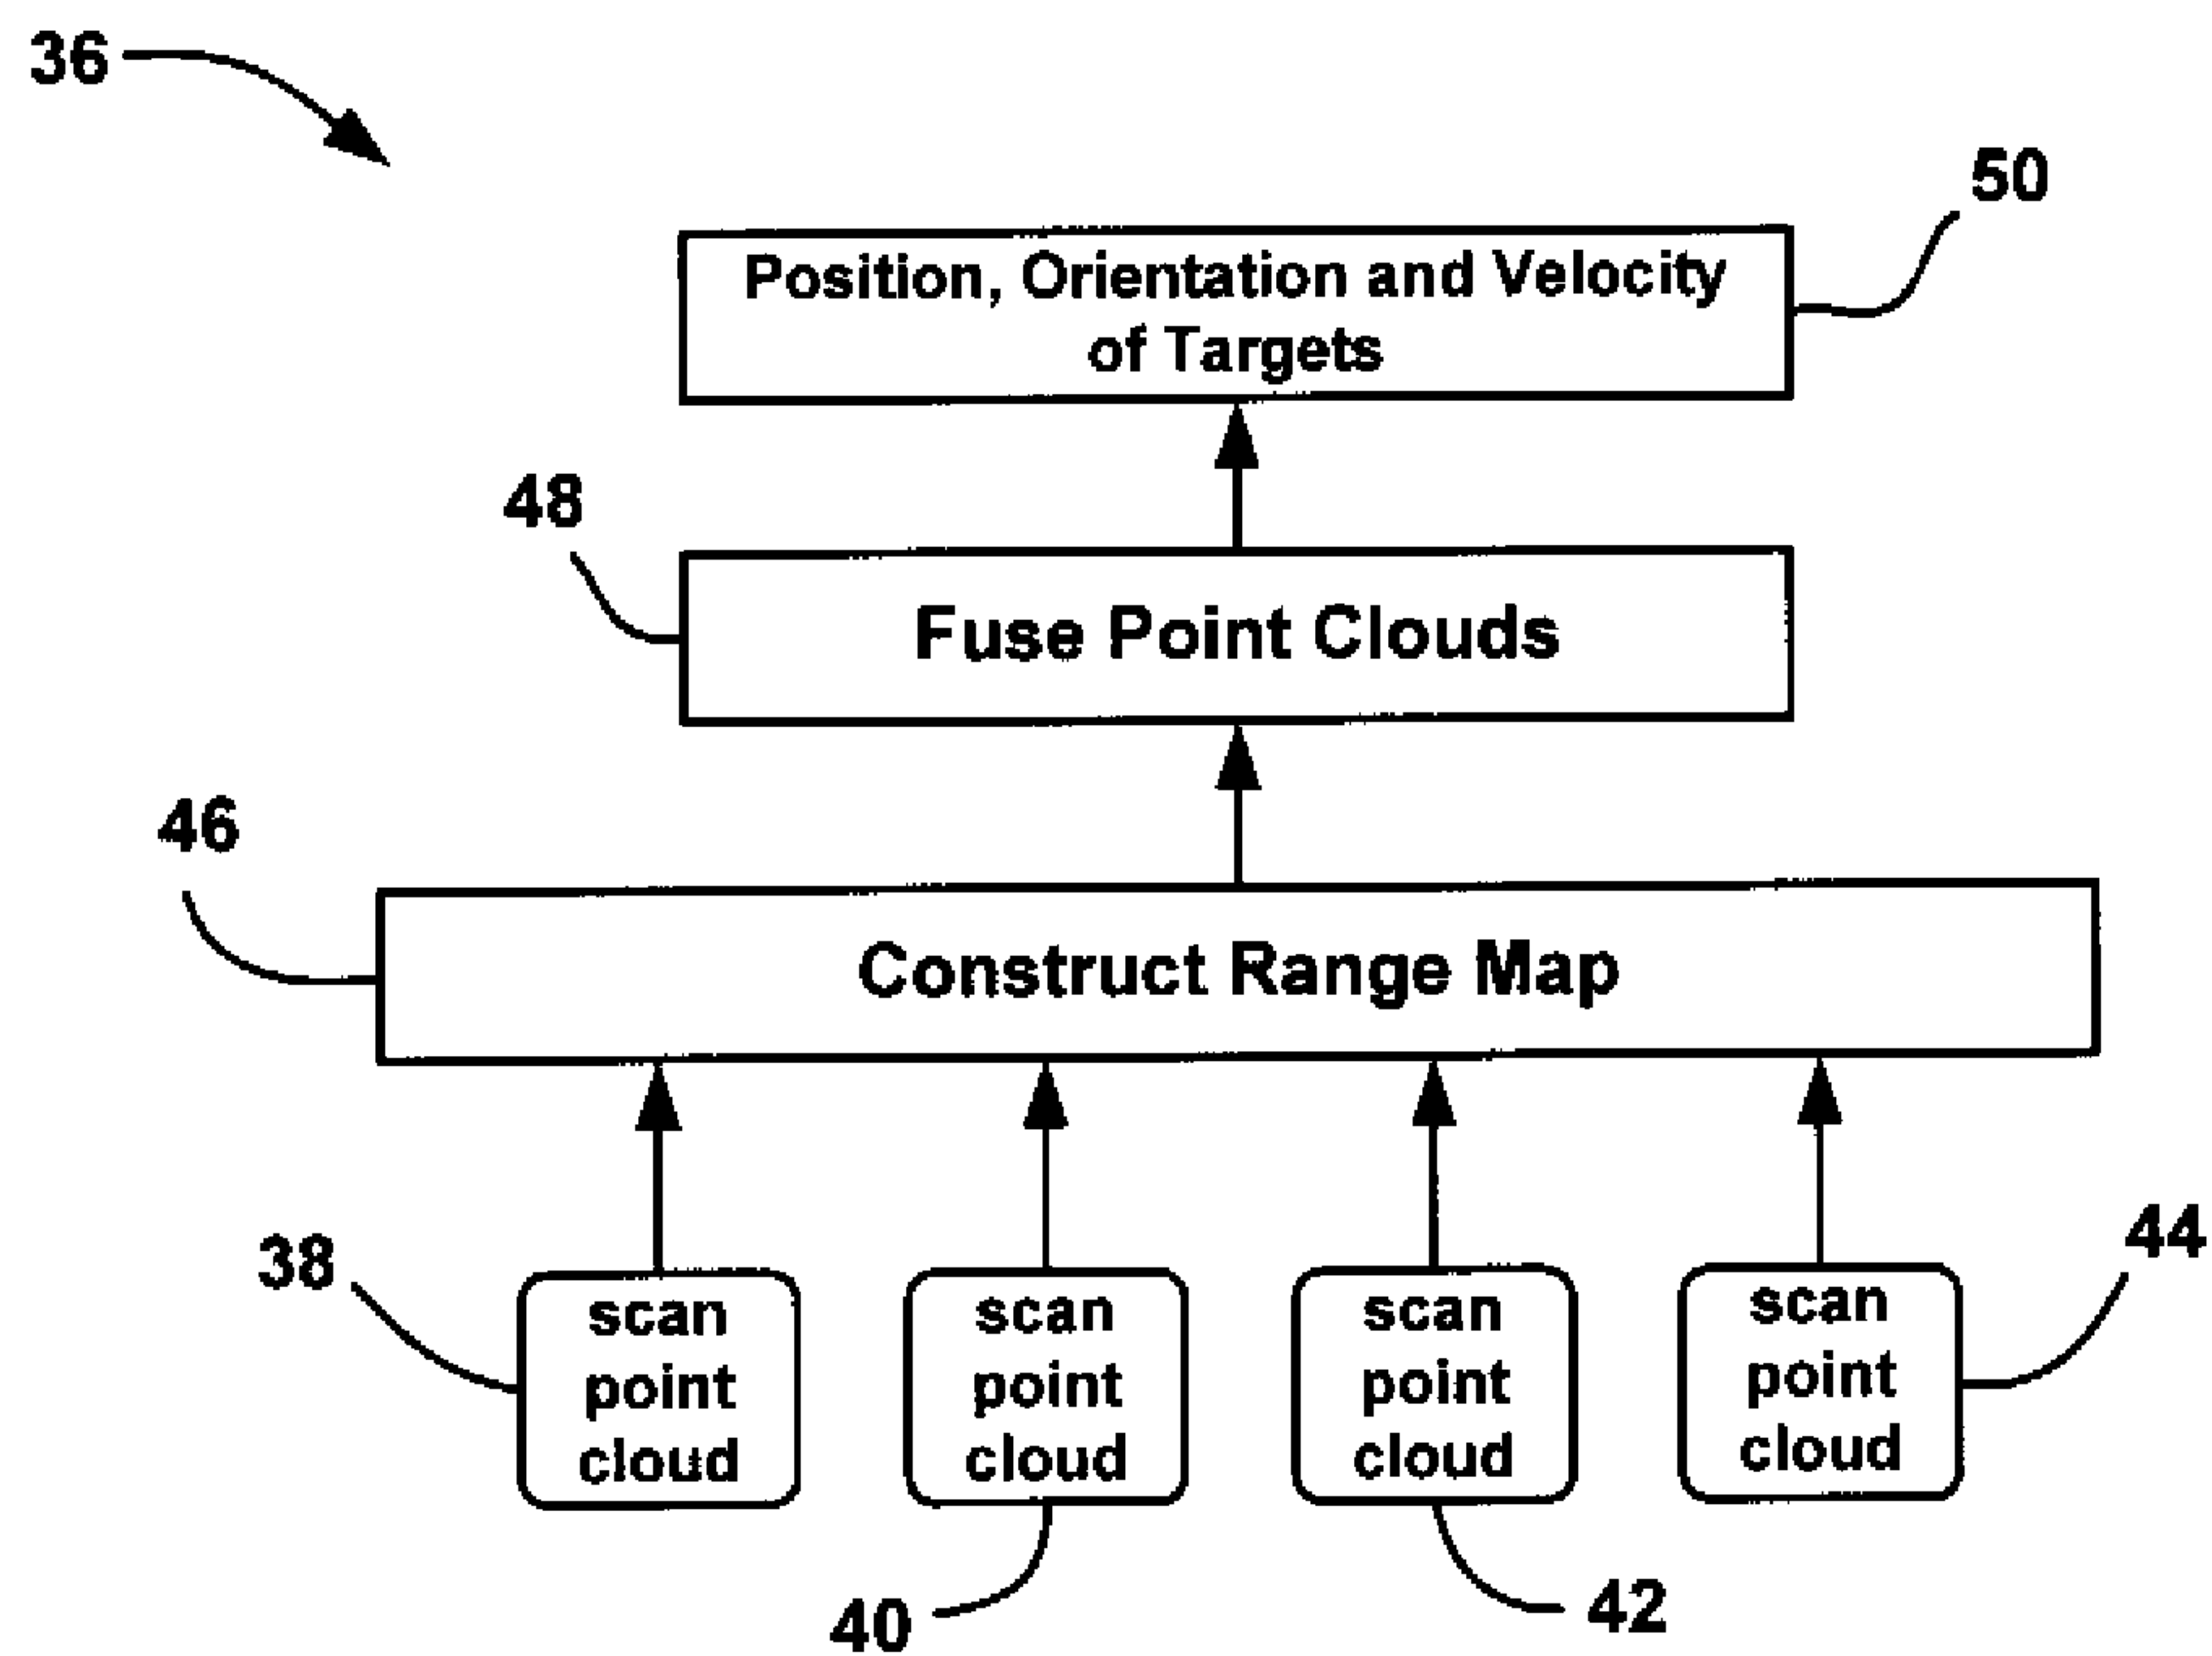 36
50
Position, Orientation and Velocity
of Targets
48
Fuse Point Clouds
46
Construct Range Map
38
44
scan
point
cloud
scan
point
cloud
scan
point
cloud
scan
point
cloud
40
42